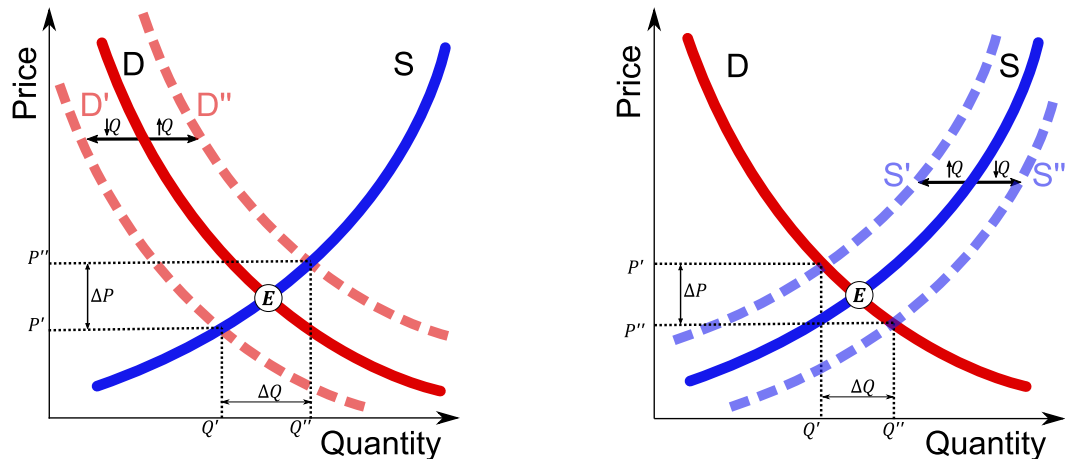 Price
D
S
D'
D"
↓Q
↑Q
P"
ΔP
P'
E
ΔQ
Q'
Q"
Quantity
Price
D
S
S'
S"
↑Q
↓Q
P'
ΔP
P"
E
ΔQ
Q'
Q"
Quantity